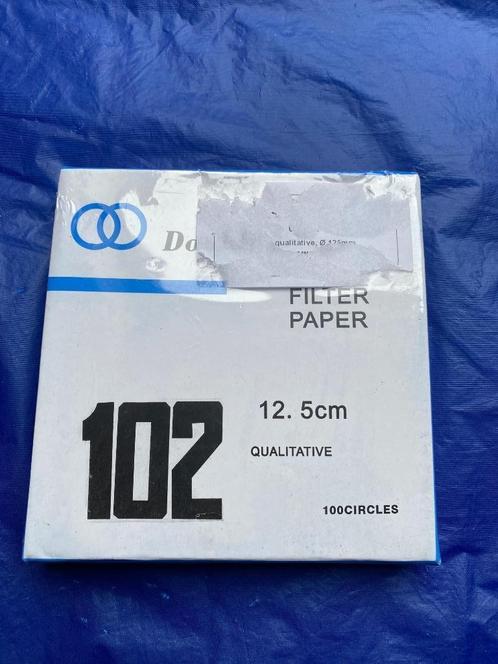 Do
qualitative, Ø 125mm
FILTER
PAPER
102
12. 5cm
QUALITATIVE
100CIRCLES